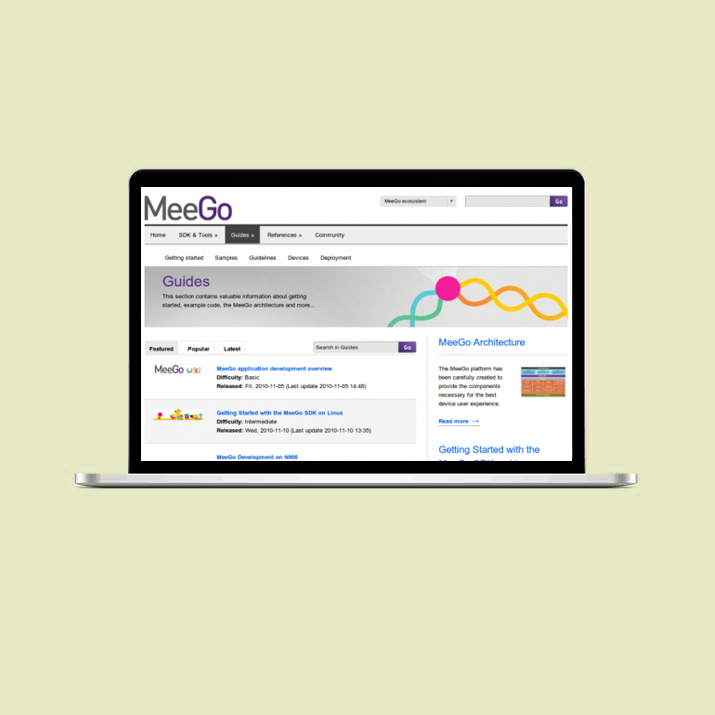 MeeGo
MeeGo ecosystem
Go
Home SDK & Tools » Guides » References » Community
Getting started Samples Guidelines Devices Deployment
Guides
This section contains valuable information about getting
started, example code, the MeeGo architecture and more...
Featured Popular Latest
Search in Guides Go
MeeGo wiki
MeeGo application development overview
Difficulty: Basic
Released: Fri, 2010-11-05 (Last update 2010-11-05 14:48)
Getting Started with the MeeGo SDK on Linux
Difficulty: Intermediate
Released: Wed, 2010-11-10 (Last update 2010-11-10 13:35)
MeeGo Development on N900
MeeGo Architecture
The MeeGo platform has
been carefully created to
provide the components
necessary for the best
device user experience.
Read more →
Getting Started with the